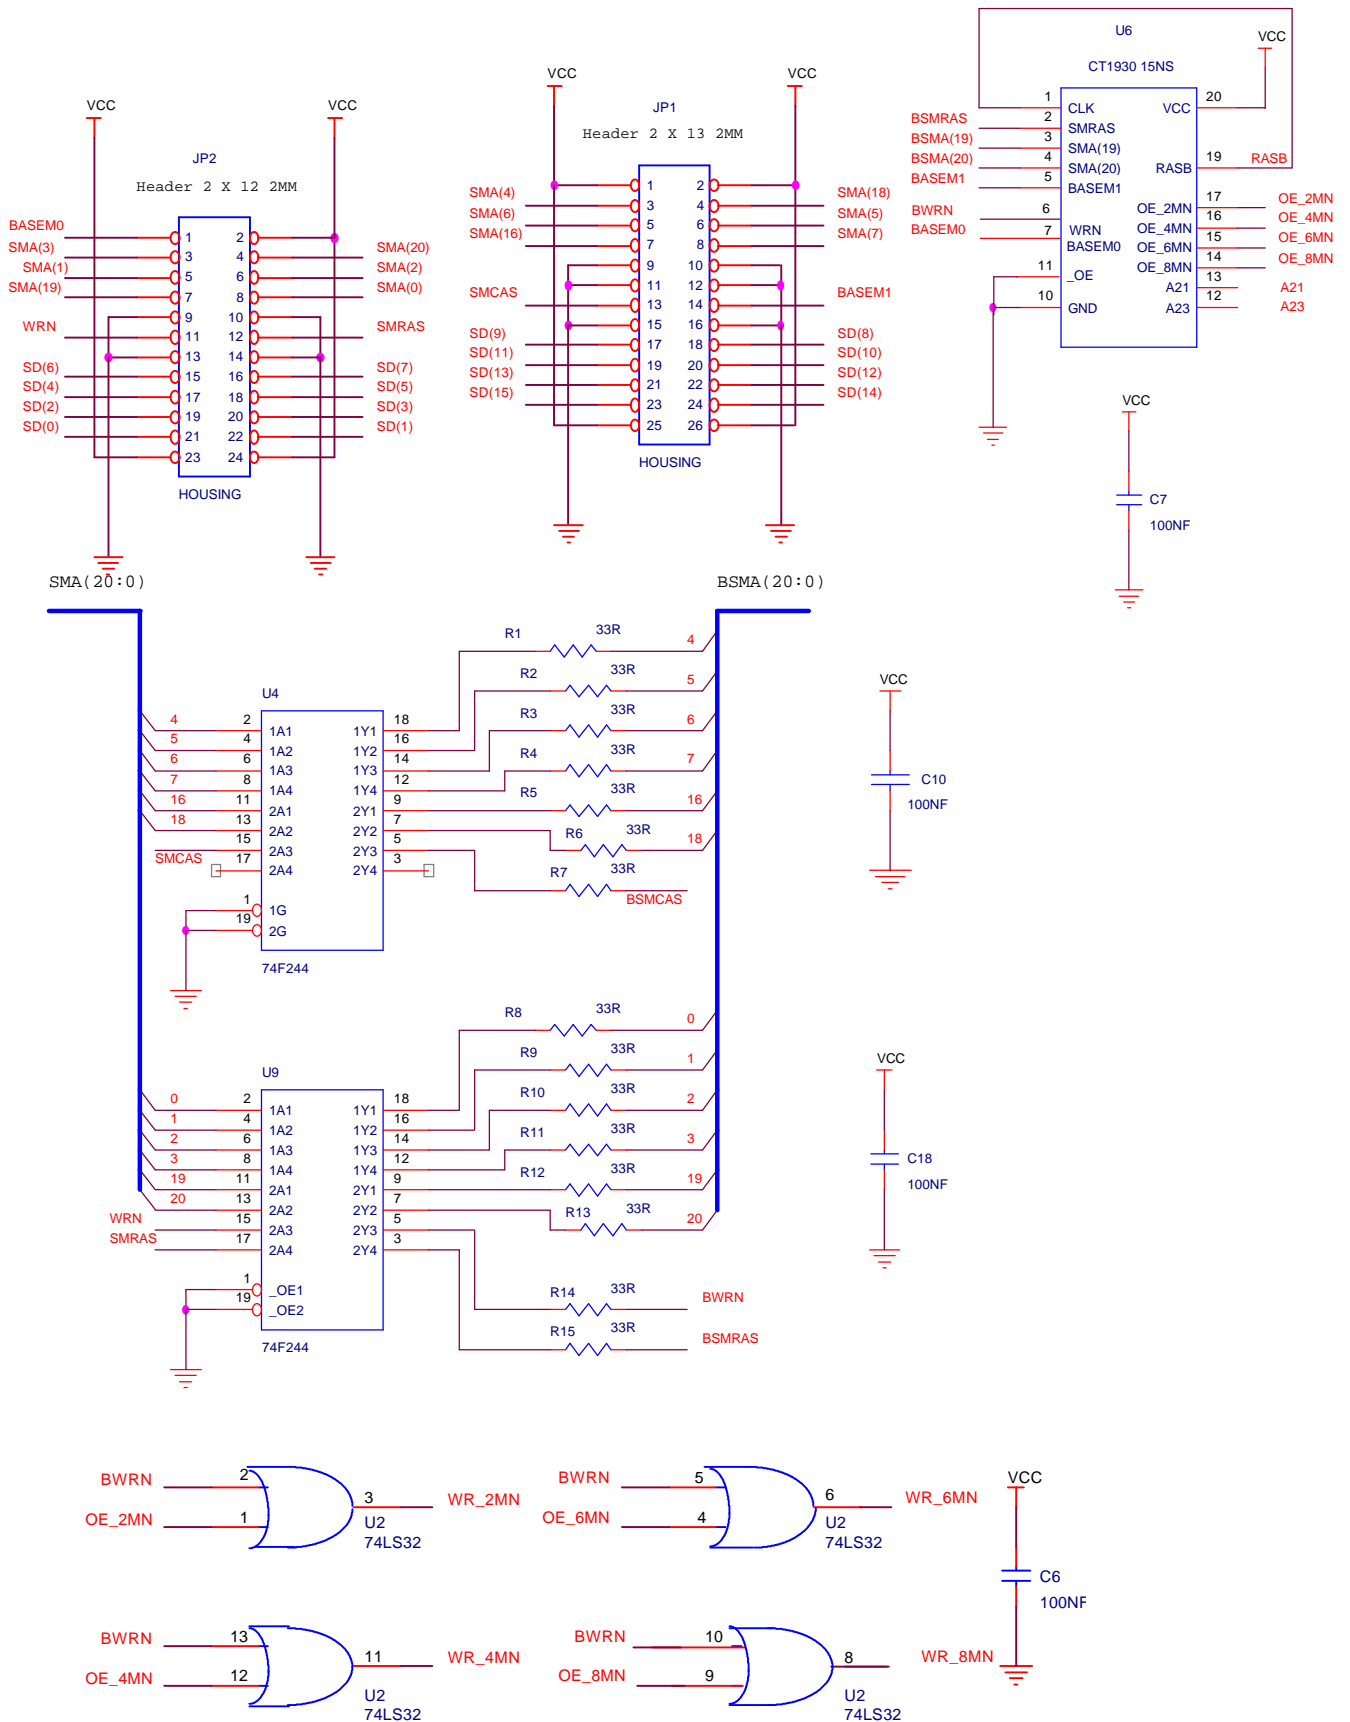 U6
VCC
CT1930 15NS
1
CLK
VCC
20
BSMRAS
2
SMRAS
BSMA(19)
3
SMA(19)
BSMA(20)
4
SMA(20)
RASB
19
RASB
BASEM1
5
BASEM1
BWRN
6
WRN
BASEM0
7
BASEM0
OE_2MN
17
OE_2MN
OE_4MN
16
OE_4MN
OE_6MN
15
OE_6MN
OE_8MN
14
OE_8MN
11
_OE
A21
13
A21
10
GND
A23
12
A23
VCC
C7
100NF
VCC
VCC
JP2
Header 2 X 12 2MM
BASEM0
1
2
SMA(3)
3
4
SMA(20)
SMA(1)
5
6
SMA(2)
SMA(19)
7
8
SMA(0)
9
10
WRN
11
12
SMRAS
13
14
SD(6)
15
16
SD(7)
SD(4)
17
18
SD(5)
SD(2)
19
20
SD(3)
SD(0)
21
22
SD(1)
23
24
HOUSING
VCC
VCC
JP1
Header 2 X 13 2MM
1
2
SMA(4)
3
4
SMA(18)
SMA(6)
5
6
SMA(5)
SMA(16)
7
8
SMA(7)
9
10
11
12
SMCAS
13
14
BASEM1
15
16
SD(9)
17
18
SD(8)
SD(11)
19
20
SD(10)
SD(13)
21
22
SD(12)
SD(15)
23
24
SD(14)
25
26
HOUSING
SMA(20:0)
BSMA(20:0)
U4
4
2
1A1
1Y1
18
R1
33R
4
5
4
1A2
1Y2
16
R2
33R
5
6
6
1A3
1Y3
14
R3
33R
6
7
8
1A4
1Y4
12
R4
33R
7
16
11
2A1
2Y1
9
R5
33R
16
18
13
2A2
2Y2
7
R6
33R
18
SMCAS
15
2A3
2Y3
5
R7
33R
BSMCAS
17
2A4
2Y4
3
1
1G
19
2G
74F244
VCC
C10
100NF
U9
0
2
1A1
1Y1
18
R8
33R
0
1
4
1A2
1Y2
16
R9
33R
1
2
6
1A3
1Y3
14
R10
33R
2
3
8
1A4
1Y4
12
R11
33R
3
19
11
2A1
2Y1
9
R12
33R
19
20
13
2A2
2Y2
7
R13
33R
20
WRN
15
2A3
2Y3
5
R14
33R
BWRN
SMRAS
17
2A4
2Y4
3
R15
33R
BSMRAS
1
_OE1
19
_OE2
74F244
VCC
C18
100NF
BWRN
2
OE_2MN
1
3
WR_2MN
U2
74LS32
BWRN
5
OE_6MN
4
6
WR_6MN
U2
74LS32
VCC
C6
100NF
BWRN
13
OE_4MN
12
11
WR_4MN
U2
74LS32
BWRN
10
OE_8MN
9
8
WR_8MN
U2
74LS32